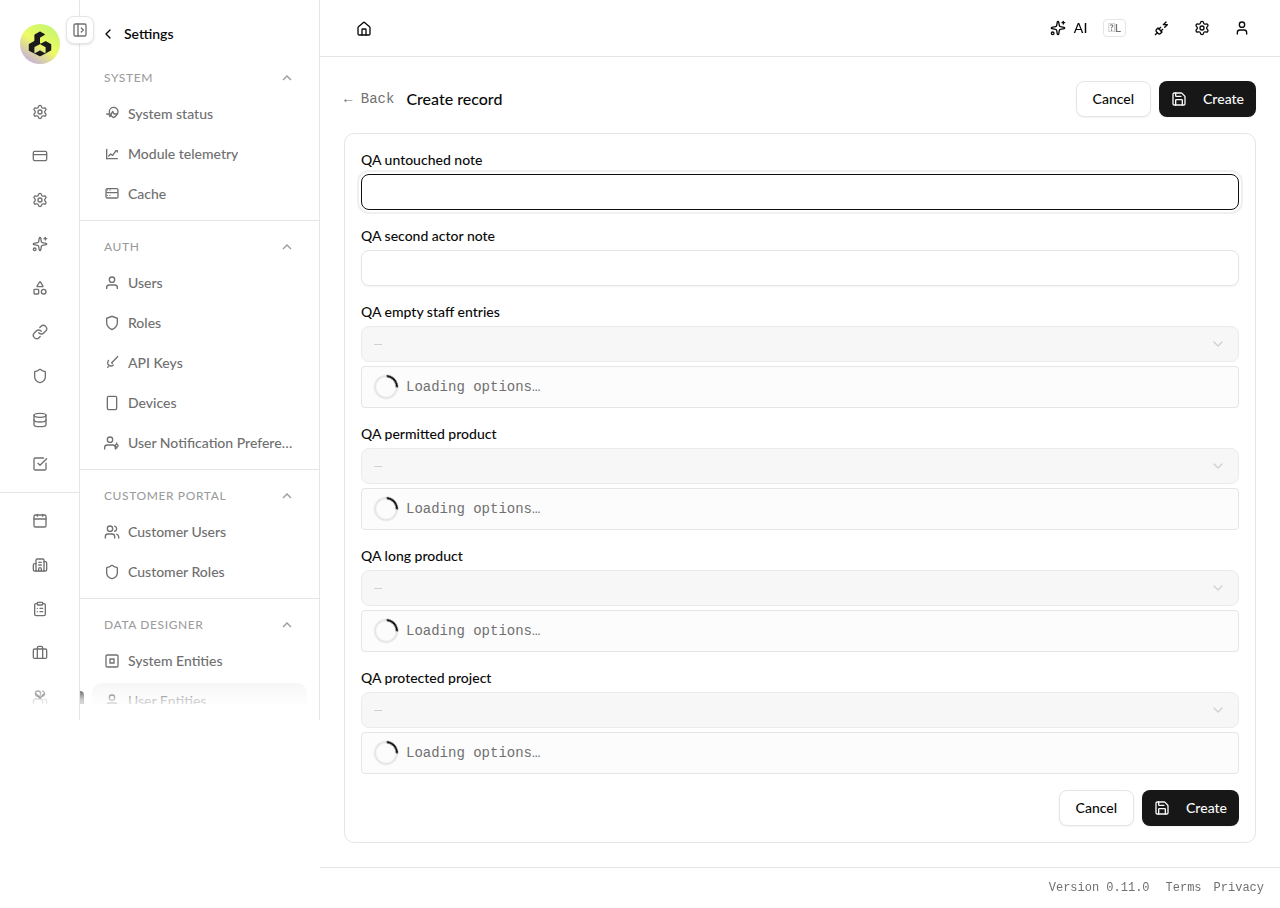 Settings
SYSTEM
System status
Module telemetry
Cache
AUTH
Users
Roles
API Keys
Devices
User Notification Prefere...
CUSTOMER PORTAL
Customer Users
Customer Roles
DATA DESIGNER
System Entities
User Entities
AI
L
← Back
Create record
Cancel
Create
QA untouched note
QA second actor note
QA empty staff entries
—
Loading options…
QA permitted product
—
Loading options…
QA long product
—
Loading options…
QA protected project
—
Loading options…
Cancel
Create
Version 0.11.0
Terms
Privacy